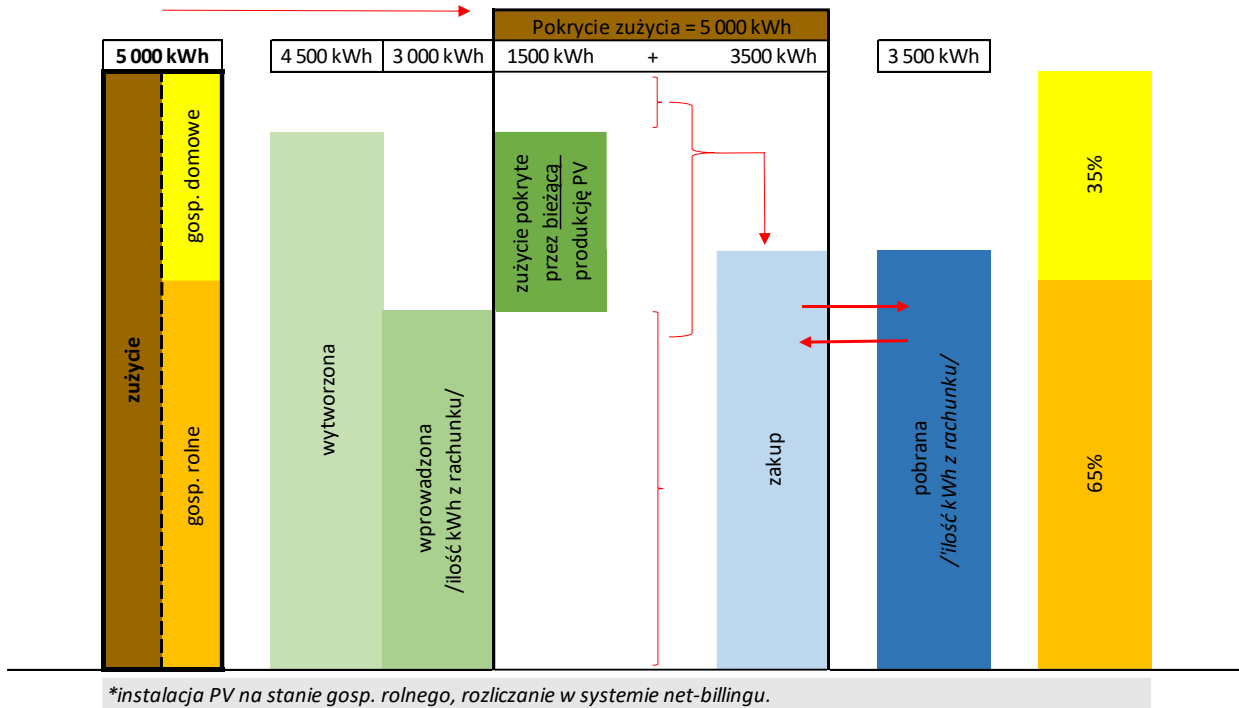 Pokrycie zużycia = 5 000 kWh
5 000 kWh
4 500 kWh
3 000 kWh
1500 kWh
+
3500 kWh
3 500 kWh
zużycie
gosp. domowe
gosp. rolne
wytworzona
wprowadzona
/ilość kWh z rachunku/
zużycie pokryte
przez bieżącą
produkcję PV
zakup
pobrana
/"ilość kWh z rachunku/
35%
65%
*instalacja PV na stanie gosp. rolnego, rozliczanie w systemie net-billingu.